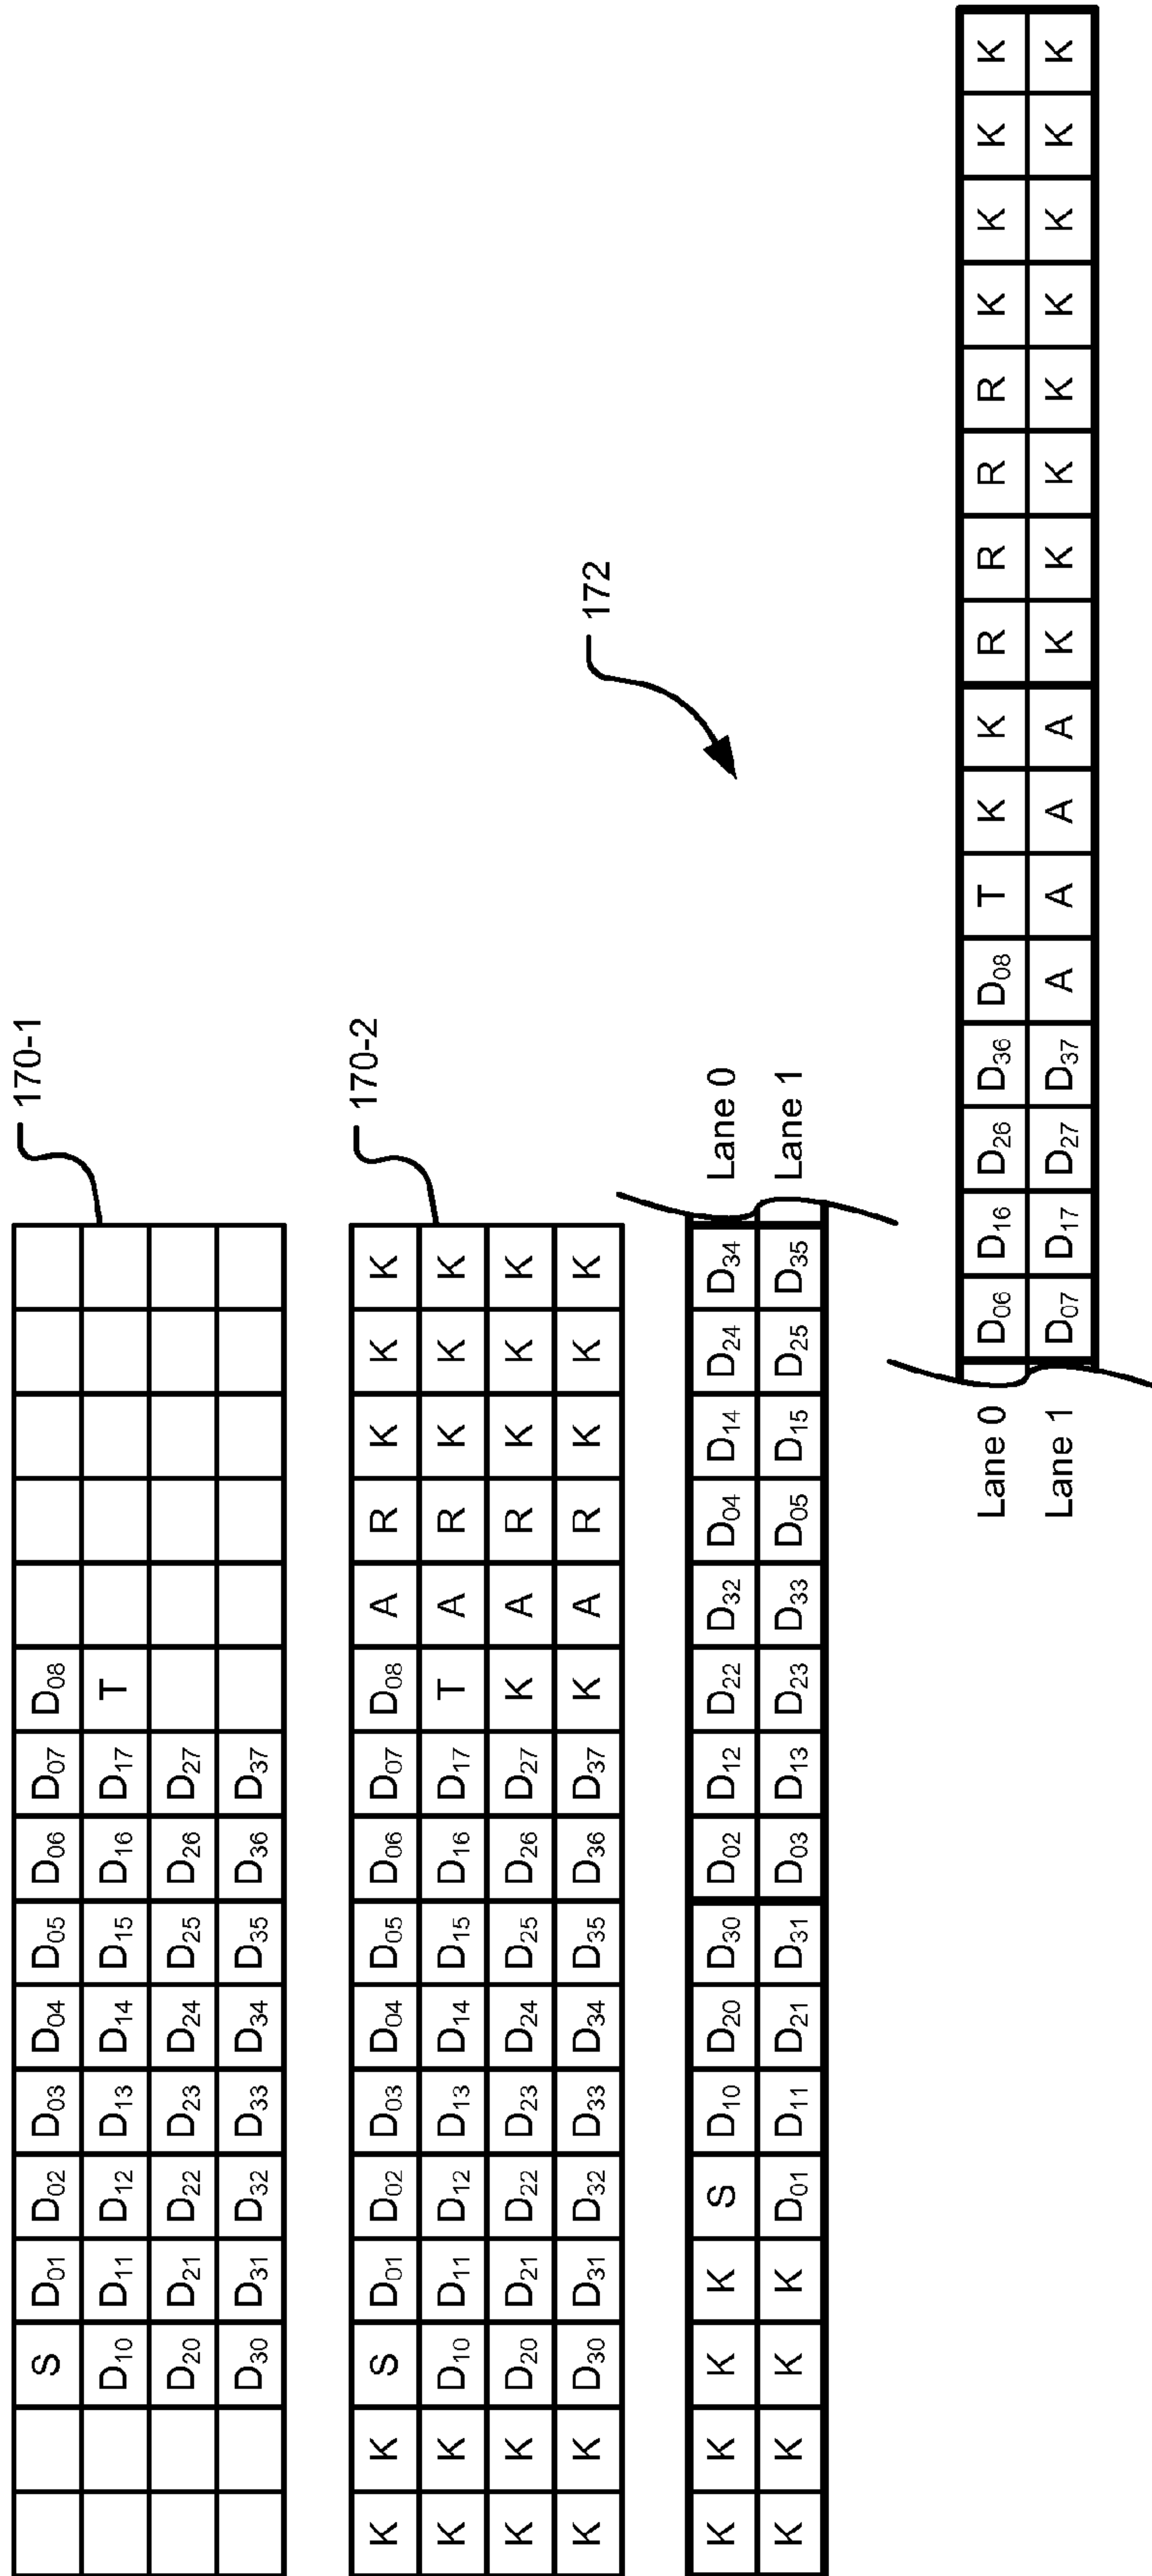 170-1
S D01 D02 D03 D04 D05 D06 D07 D08
D10 D11 D12 D13 D14 D15 D16 D17 T
D20 D21 D22 D23 D24 D25 D26 D27
D30 D31 D32 D33 D34 D35 D36 D37
170-2
K K S D01 D02 D03 D04 D05 D06 D07 D08 A R K K K
K K D10 D11 D12 D13 D14 D15 D16 D17 T A R K K K
K K D20 D21 D22 D23 D24 D25 D26 D27 K A R K K K
K K D30 D31 D32 D33 D34 D35 D36 D37 K A R K K K
172
K K K K S D10 D20 D30 D02 D12 D22 D32 D04 D14 D24 D34 Lane 0
K K K K D01 D11 D21 D31 D03 D13 D23 D33 D05 D15 D25 D35 Lane 1
Lane 0 D06 D16 D26 D36 D08 T K K R R R R K K K K
Lane 1 D07 D17 D27 D37 A A A A K K K K K K K K